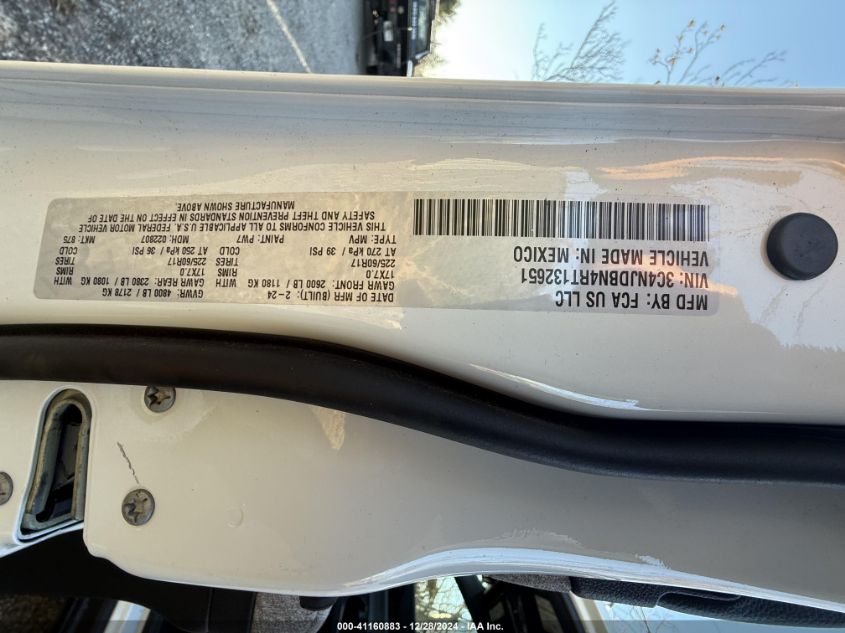 MFD BY: FCA US LLC
VIN: 3C4NJDBN4RT132651
VEHICLE MADE IN: MEXICO
DATE OF MFR (BUILT): 2-24 GVWR: 4800 LB 2178 KG
GAWR FRONT: 2600 LB 1180 KG WITH GAWR REAR: 2380 LB 1080 KG WITH
17X7.0 RIMS 17X7.0 RIMS
225/60R17 TIRES 225/60R17 TIRES
AT 270 kPa / 39 PSI COLD AT 250 kPa / 36 PSI COLD
TYPE: MPV PAINT: PW7 MDH: 022807 MKT: 875
THIS VEHICLE CONFORMS TO ALL APPLICABLE U.S.A. FEDERAL MOTOR VEHICLE
SAFETY AND THEFT PREVENTION STANDARDS IN EFFECT ON THE DATE OF
MANUFACTURE SHOWN ABOVE
000-41160883 - 12/28/2024 - IAA Inc.